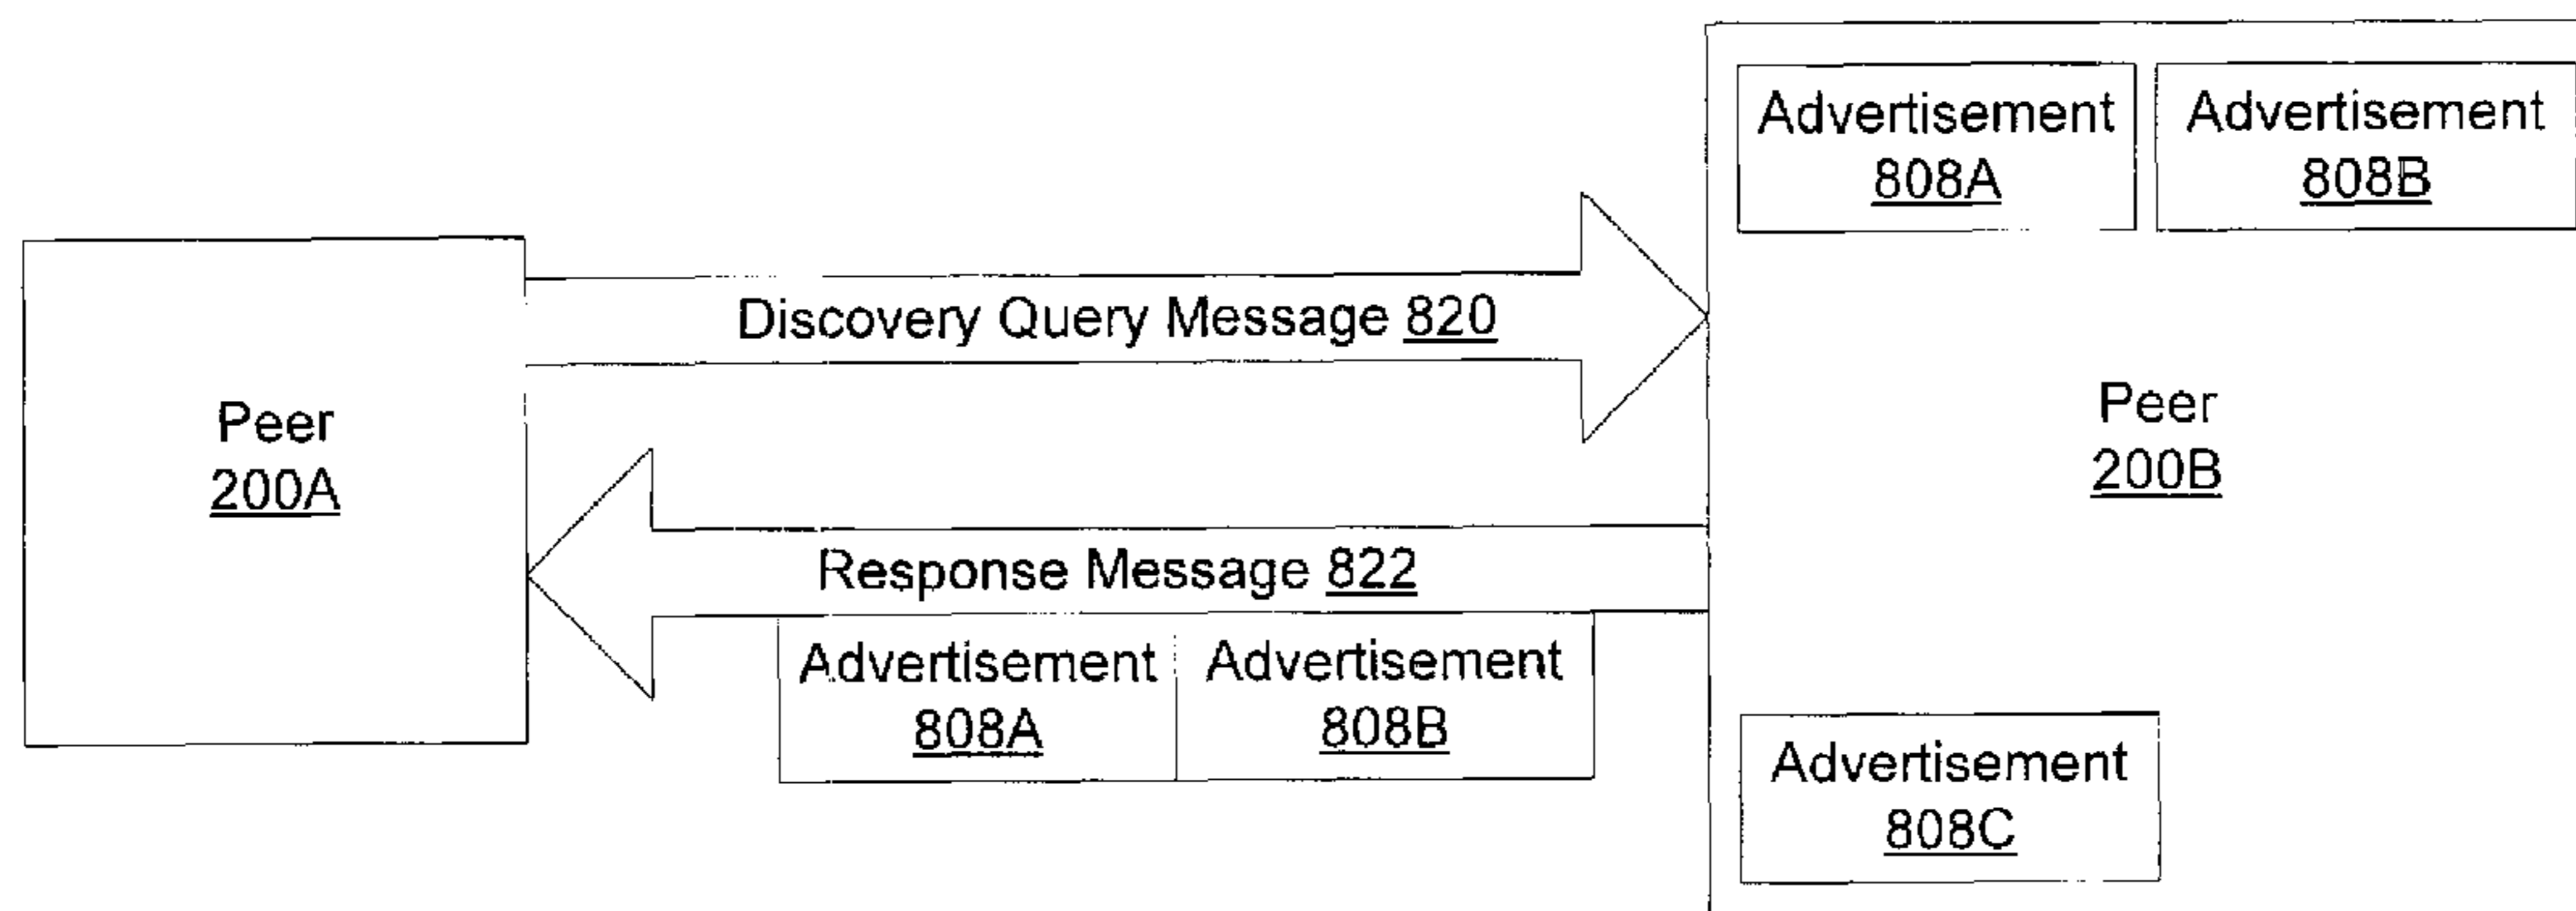 Peer
200A
Discovery Query Message 820
Response Message 822
Advertisement
808A
Advertisement
808B
Advertisement
808A
Advertisement
808B
Peer
200B
Advertisement
808C